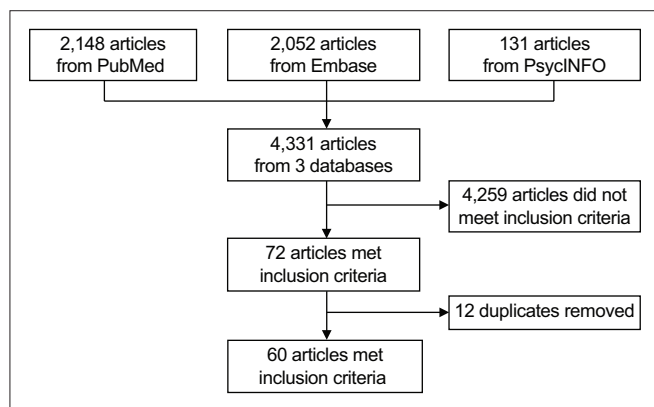 2,148 articles
from PubMed
2,052 articles
from Embase
131 articles
from PsycINFO
4,331 articles
from 3 databases
4,259 articles did not
meet inclusion criteria
72 articles met
inclusion criteria
12 duplicates removed
60 articles met
inclusion criteria